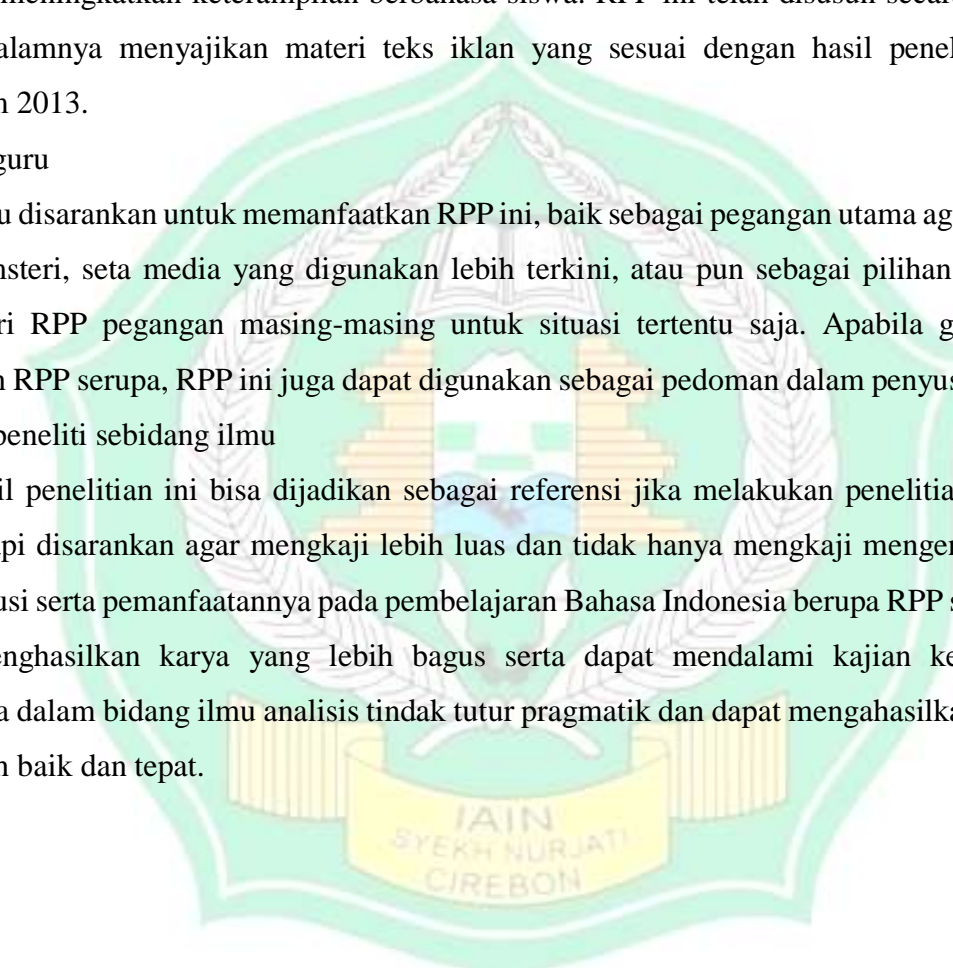 meningkatkan keterampilan berbahasa siswa. RPP ini telah disusun secara
alamnya menyajikan materi teks iklan yang sesuai dengan hasil penel
n 2013.
guru
u disarankan untuk memanfaatkan RPP ini, baik sebagai pegangan utama ag
nsteri, seta media yang digunakan lebih terkini, atau pun sebagai pilihan
ri RPP pegangan masing-masing untuk situasi tertentu saja. Apabila g
n RPP serupa, RPP ini juga dapat digunakan sebagai pedoman dalam penyus
peneliti sebidang ilmu
il penelitian ini bisa dijadikan sebagai referensi jika melakukan penelitia
api disarankan agar mengkaji lebih luas dan tidak hanya mengkaji mengen
usi serta pemanfaatannya pada pembelajaran Bahasa Indonesia berupa RPP s
enghasilkan karya yang lebih bagus serta dapat mendalami kajian ke
a dalam bidang ilmu analisis tindak tutur pragmatik dan dapat mengahasilka
n baik dan tepat.
IAIN
SYEKH NURJATI
CIREBON